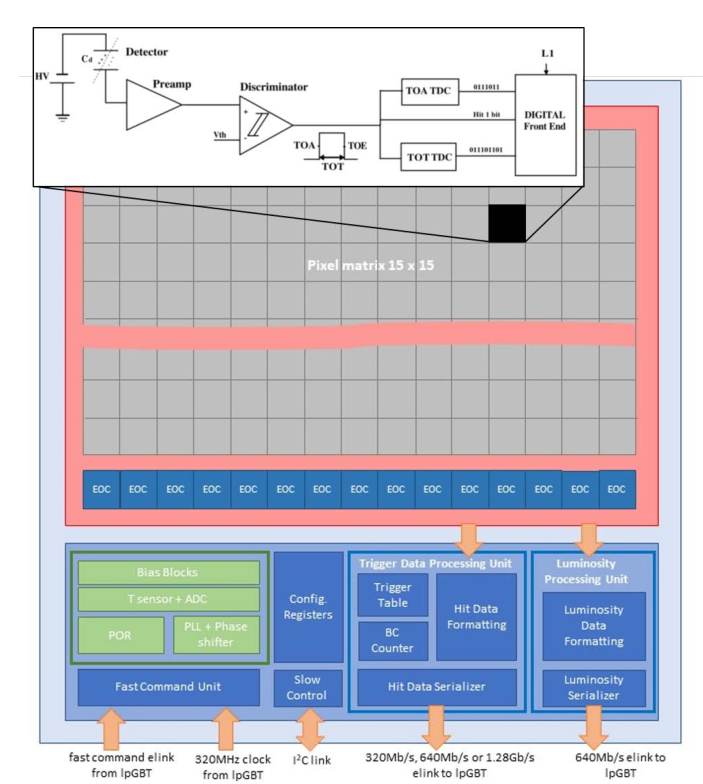 L1
Detector
Cd
HV
Preamp
Discriminator
TOA TDC
0111011
Hit 1 bit
DIGITAL
Front End
Vth
+
-
TOA
TOE
TOT
TOT TDC
011101101
Pixel matrix 15 x 15
EOC EOC EOC EOC EOC EOC EOC EOC EOC EOC EOC EOC EOC EOC EOC
Bias Blocks
T sensor + ADC
POR
PLL + Phase
shifter
Fast Command Unit
Config.
Registers
Slow
Control
Trigger Data Processing Unit
Trigger
Table
BC
Counter
Hit Data
Formatting
Hit Data Serializer
Luminosity
Processing Unit
Luminosity
Data
Formatting
Luminosity
Serializer
fast command elink
from lpGBT
320MHz clock
from lpGBT
I²C link
320Mb/s, 640Mb/s or 1.28Gb/s
elink to lpGBT
640Mb/s elink to
lpGBT